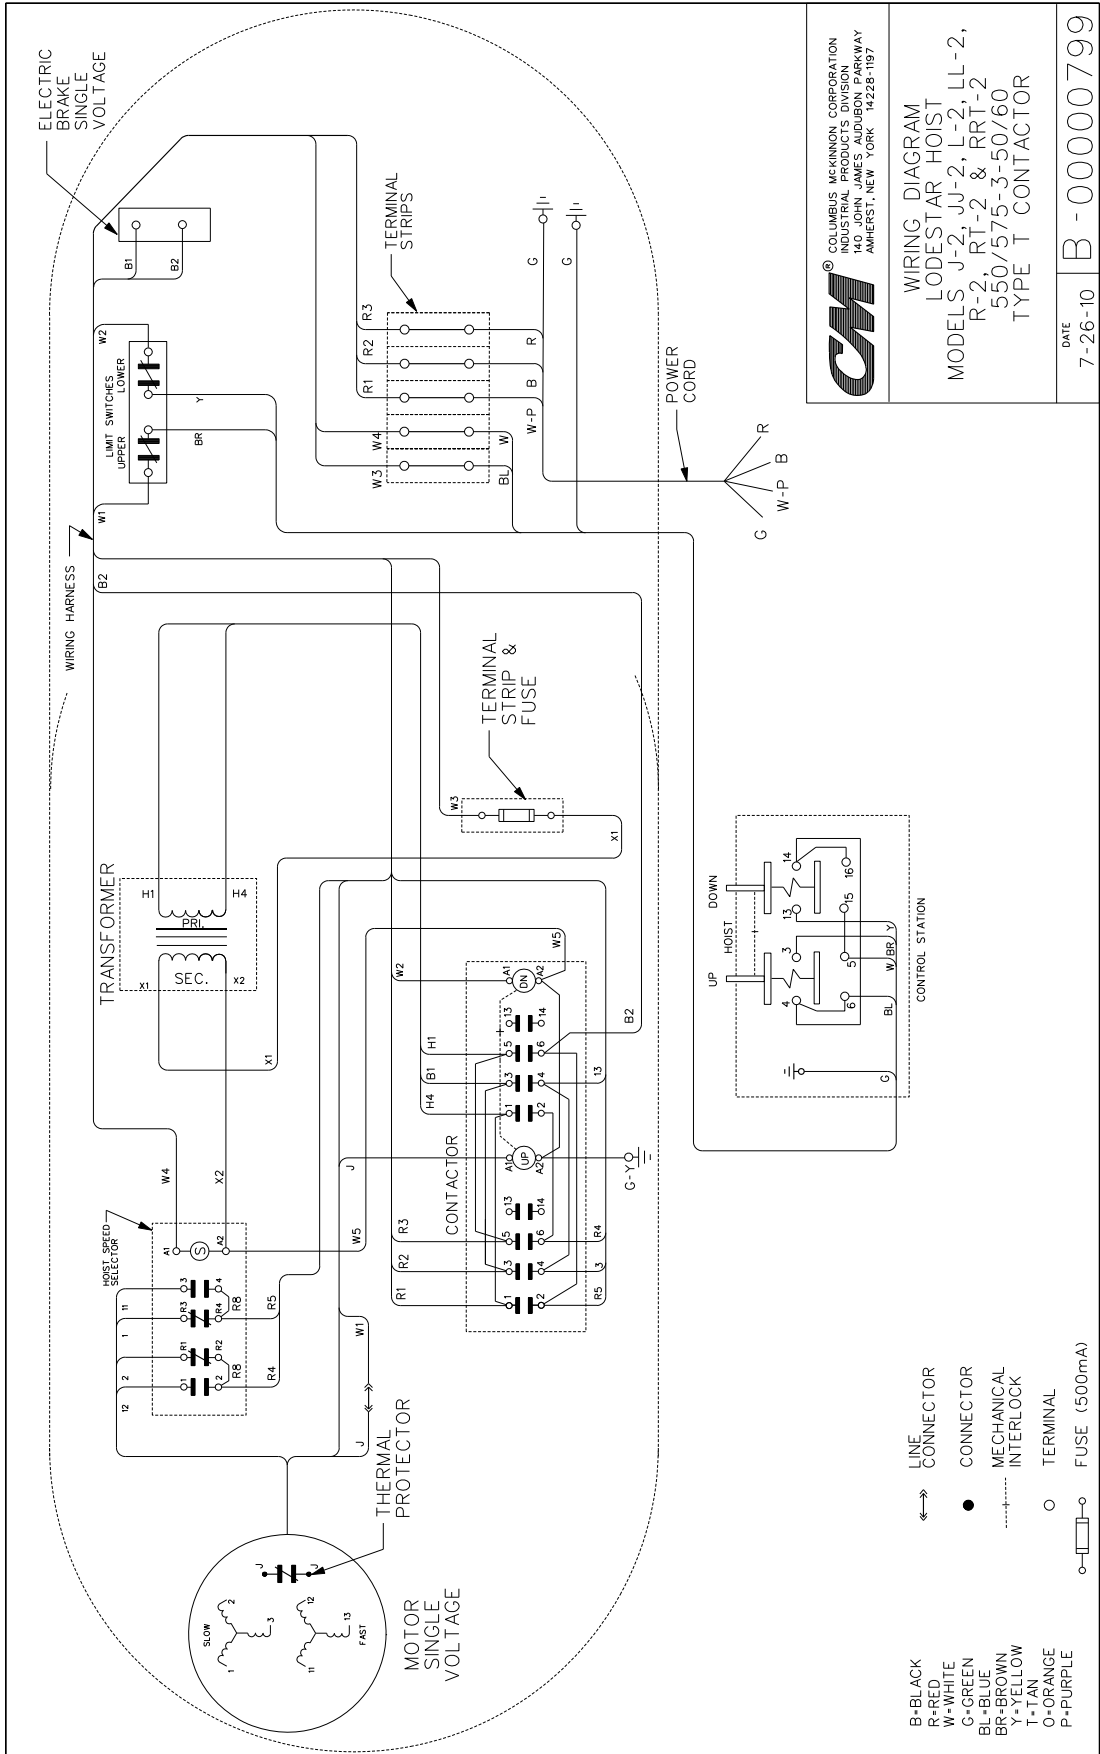 ELECTRIC
BRAKE
SINGLE
VOLTAGE
B1
B2
W2
LIMIT SWITCHES
UPPER
LOWER
W1
Y
BR
WIRING HARNESS
B2
TERMINAL
STRIPS
R3
R2
R1
W4
W3
R
B
W-P
W
BL
G
G
POWER
CORD
R
B
W-P
G
TERMINAL
STRIP &
FUSE
W3
X1
TRANSFORMER
H1
H4
PRI.
SEC.
X1
X2
X1
HOIST SPEED
SELECTOR
W4
X2
A1
S
A2
3
4
R3
R4
R1
R2
1
2
R8
R8
11
1
2
12
R5
R4
W5
J
W1
J
CONTACTOR
W2
W5
A1
DN
A2
13
14
5
6
3
4
1
2
H1
B1
H4
B2
13
A1
UP
A2
G-Y
13
14
5
6
3
4
1
2
R3
R2
R1
R4
3
R5
THERMAL
PROTECTOR
MOTOR
SINGLE
VOLTAGE
SLOW
1
2
3
FAST
11
12
13
J
J
HOIST
UP
DOWN
4
3
6
5
13
14
15
16
BL
W
BR
Y
G
CONTROL STATION
B=BLACK
R=RED
W=WHITE
G=GREEN
BL=BLUE
BR=BROWN
Y=YELLOW
T=TAN
O=ORANGE
P=PURPLE
LINE
CONNECTOR
CONNECTOR
MECHANICAL
INTERLOCK
TERMINAL
FUSE (500mA)
CM®
COLUMBUS MCKINNON CORPORATION
INDUSTRIAL PRODUCTS DIVISION
140 JOHN JAMES AUDUBON PARKWAY
AMHERST, NEW YORK 14228-1197
WIRING DIAGRAM
LODESTAR HOIST
MODELS J-2, JJ-2, L-2, LL-2,
R-2, RT-2 & RRT-2
550/575-3-50/60
TYPE T CONTACTOR
DATE
7-26-10
B-00000799